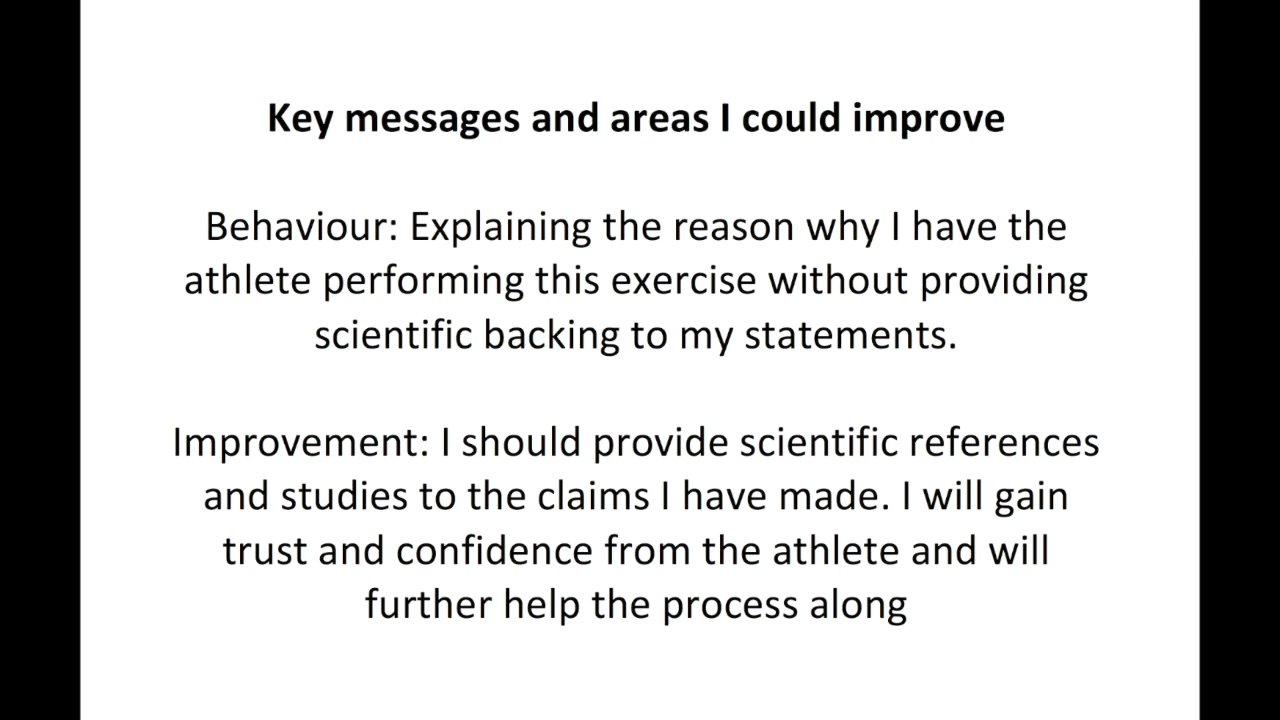 Key messages and areas I could improve
Behaviour: Explaining the reason why I have the
athlete performing this exercise without providing
scientific backing to my statements.
Improvement: I should provide scientific references
and studies to the claims I have made. I will gain
trust and confidence from the athlete and will
further help the process along